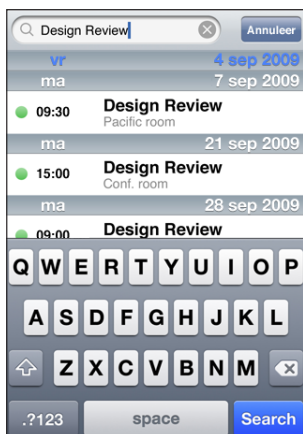 Design Review Annuleer
vr 4 sep 2009
ma 7 sep 2009
09:30 Design Review
Pacific room
ma 21 sep 2009
15:00 Design Review
Conf. room
ma 28 sep 2009
09:00 Design Review
Q W E R T Y U I O P
A S D F G H J K L
Z X C V B N M
.?123 space Search